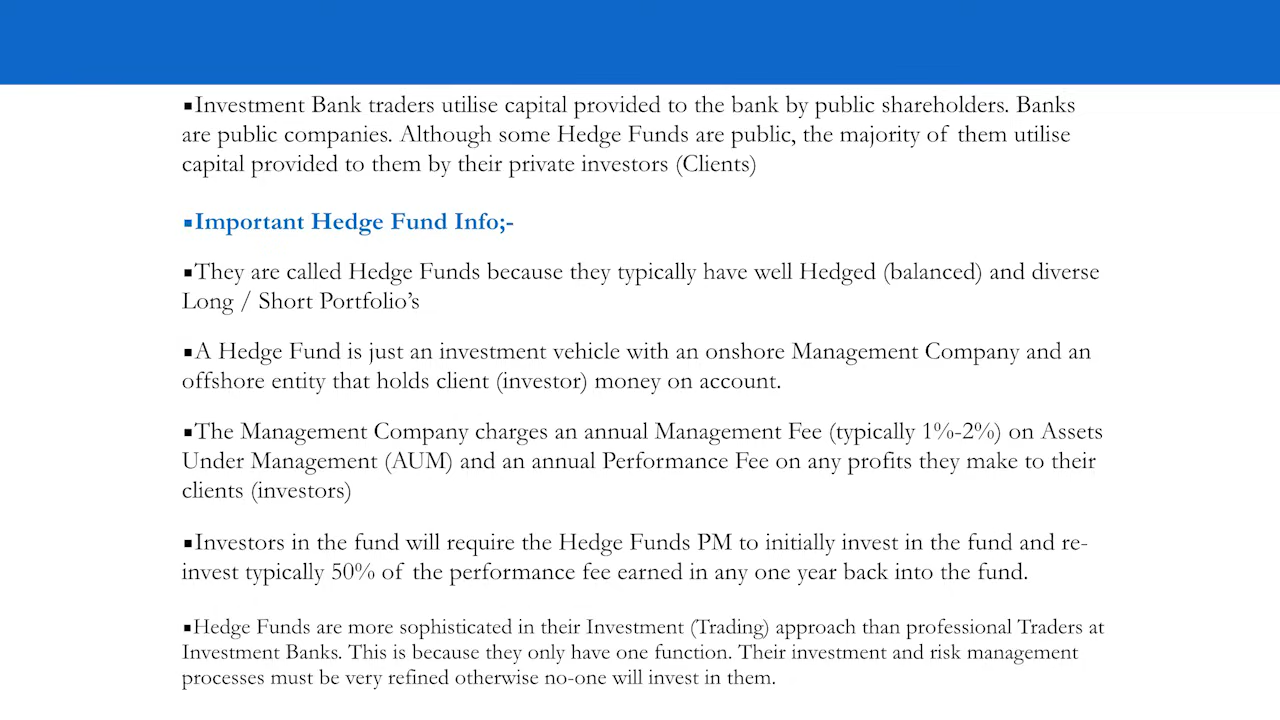 ▪Investment Bank traders utilise capital provided to the bank by public shareholders. Banks
are public companies. Although some Hedge Funds are public, the majority of them utilise
capital provided to them by their private investors (Clients)
▪Important Hedge Fund Info;-
▪They are called Hedge Funds because they typically have well Hedged (balanced) and diverse
Long / Short Portfolio’s
▪A Hedge Fund is just an investment vehicle with an onshore Management Company and an
offshore entity that holds client (investor) money on account.
▪The Management Company charges an annual Management Fee (typically 1%-2%) on Assets
Under Management (AUM) and an annual Performance Fee on any profits they make to their
clients (investors)
▪Investors in the fund will require the Hedge Funds PM to initially invest in the fund and re-
invest typically 50% of the performance fee earned in any one year back into the fund.
▪Hedge Funds are more sophisticated in their Investment (Trading) approach than professional Traders at
Investment Banks. This is because they only have one function. Their investment and risk management
processes must be very refined otherwise no-one will invest in them.